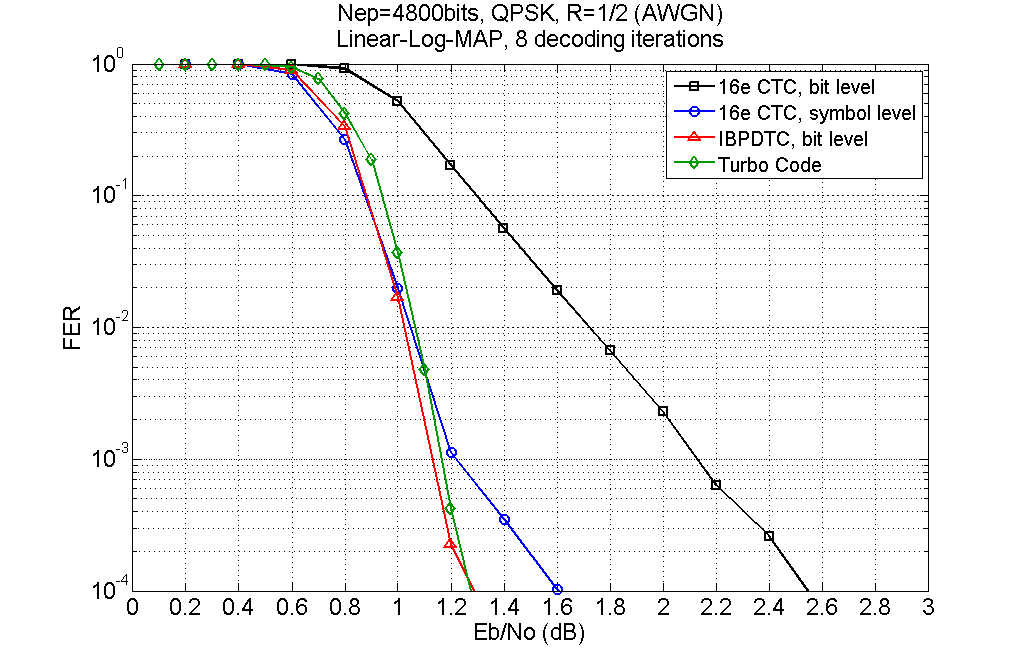 Nep=4800bits, QPSK, R=1/2 (AWGN)
Linear-Log-MAP, 8 decoding iterations
10^0
10^-1
10^-2
10^-3
10^-4
FER
16e CTC, bit level
16e CTC, symbol level
IBPDTC, bit level
Turbo Code
0 0.2 0.4 0.6 0.8 1 1.2 1.4 1.6 1.8 2 2.2 2.4 2.6 2.8 3
Eb/No (dB)